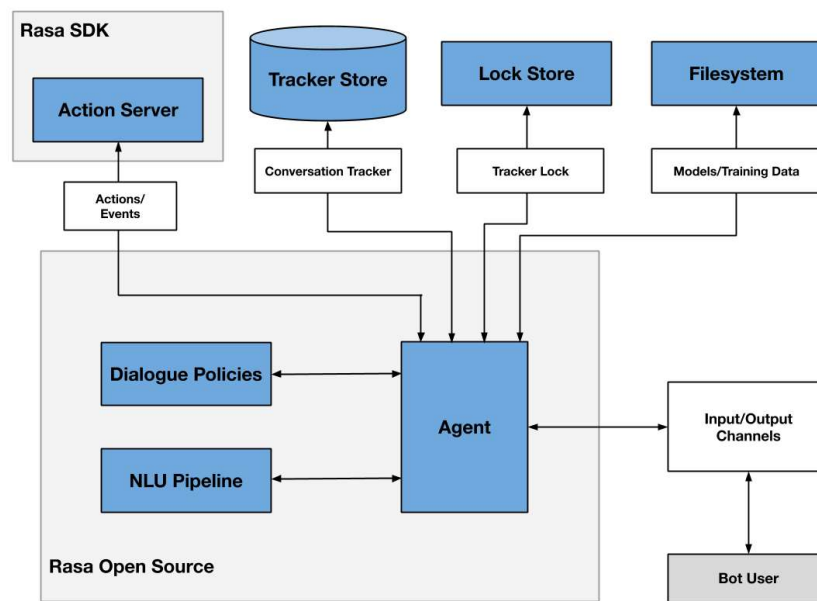 Rasa SDK
Action Server
Tracker Store
Lock Store
Filesystem
Actions/
Events
Conversation Tracker
Tracker Lock
Models/Training Data
Dialogue Policies
NLU Pipeline
Agent
Input/Output
Channels
Rasa Open Source
Bot User